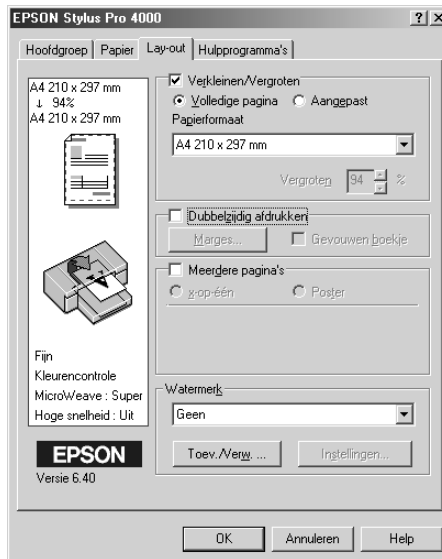 EPSON Stylus Pro 4000
Hoofdgroep Papier Lay-out Hulpprogramma's
A4 210 x 297 mm
↓ 94%
A4 210 x 297 mm
Fijn
Kleurencontrole
MicroWeave : Super
Hoge snelheid : Uit
EPSON
Versie 6.40
Verkleinen/Vergroten
Volledige pagina Aangepast
Papierformaat
A4 210 x 297 mm
Vergroten 94 %
Dubbelzijdig afdrukken
Marges... Gevouwen boekje
Meerdere pagina's
x-op-één Poster
Watermerk
Geen
Toev./Verw. ... Instellingen...
OK Annuleren Help